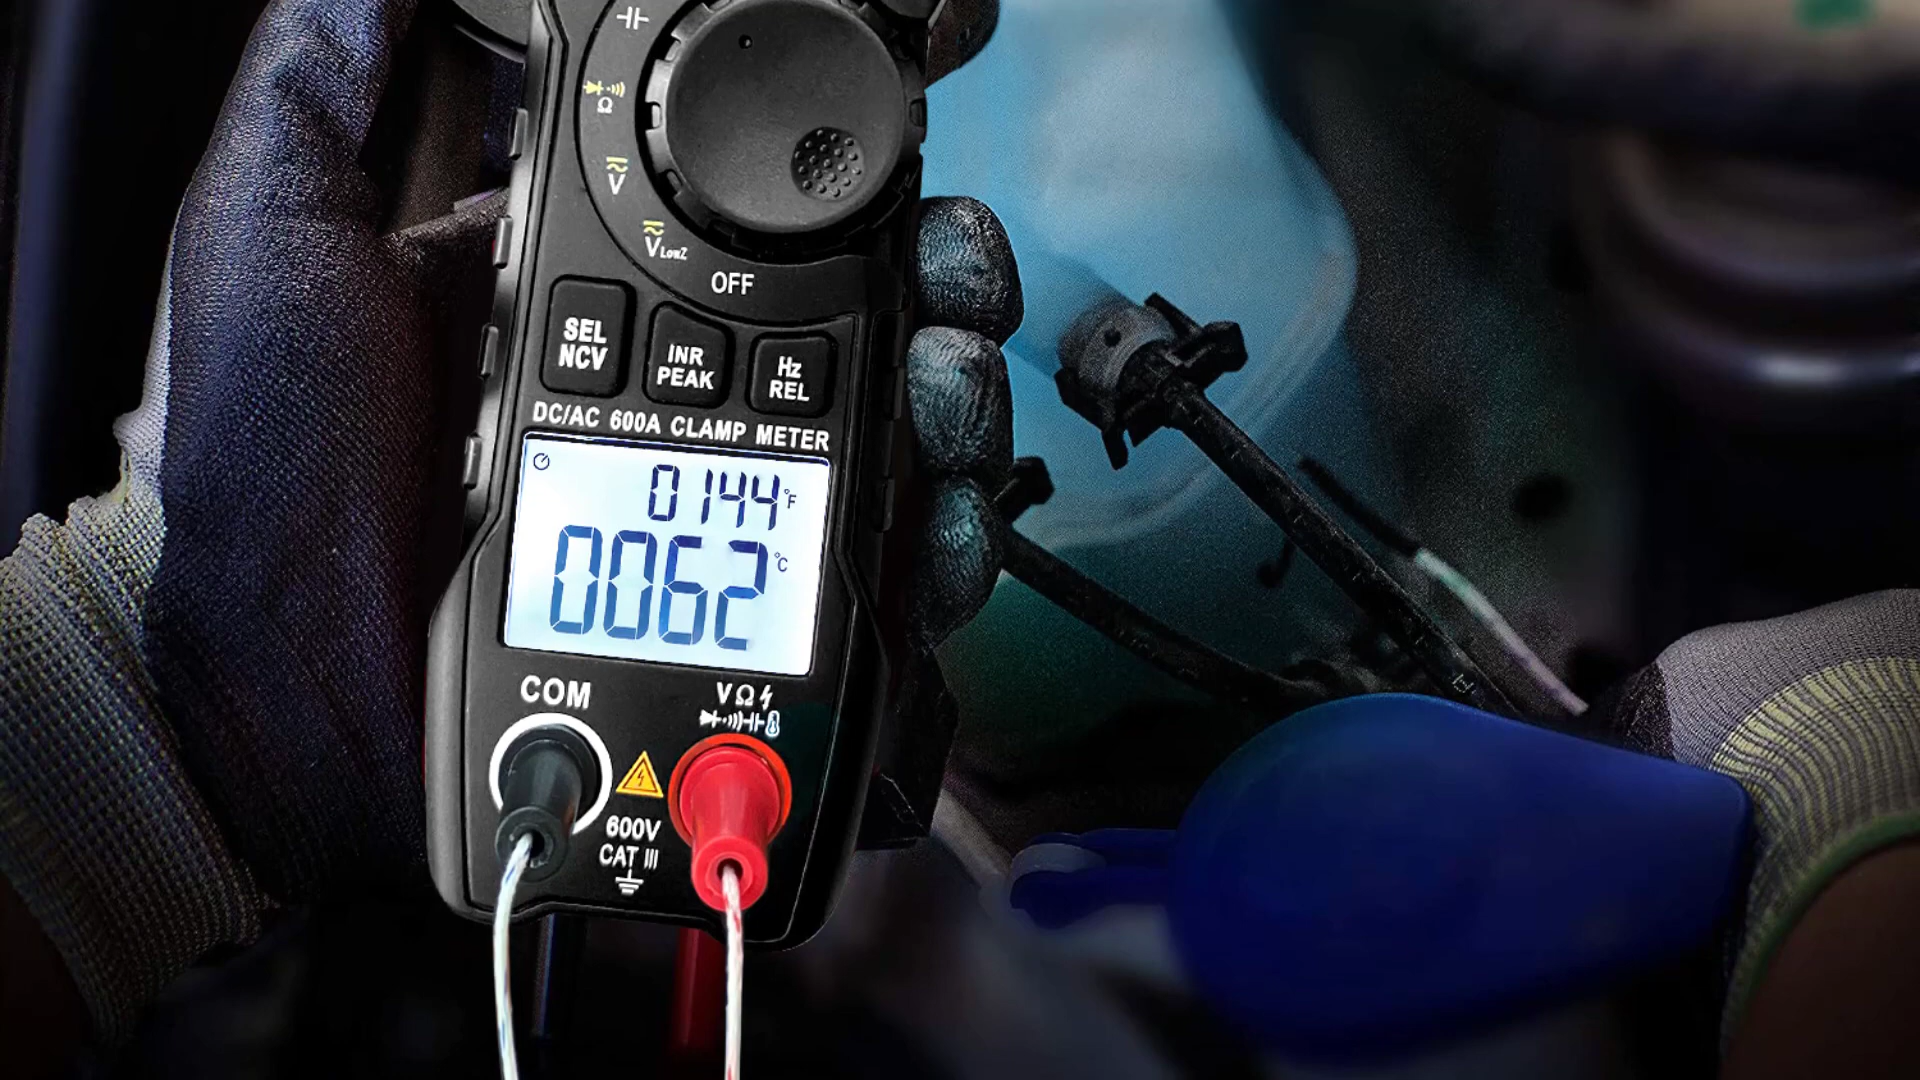 Ω
V
VLowZ
OFF
SEL
NCV
INR
PEAK
Hz
REL
DC/AC 600A CLAMP METER
0144°F
0062°C
COM
VΩ
600V
CAT III